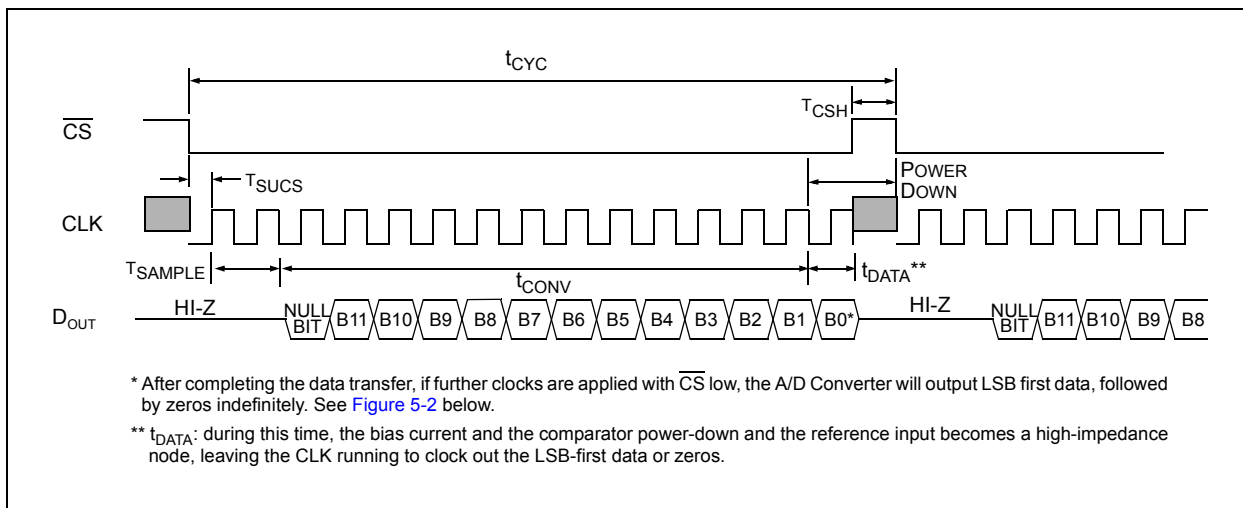 tCYC
TCSH
CS
POWER
DOWN
TSUCS
CLK
TSAMPLE
tCONV
tDATA**
DOUT
HI-Z
NULL
BIT
B11
B10
B9
B8
B7
B6
B5
B4
B3
B2
B1
B0*
HI-Z
NULL
BIT
B11
B10
B9
B8
* After completing the data transfer, if further clocks are applied with CS low, the A/D Converter will output LSB first data, followed
by zeros indefinitely. See Figure 5-2 below.
** tDATA: during this time, the bias current and the comparator power-down and the reference input becomes a high-impedance
node, leaving the CLK running to clock out the LSB-first data or zeros.